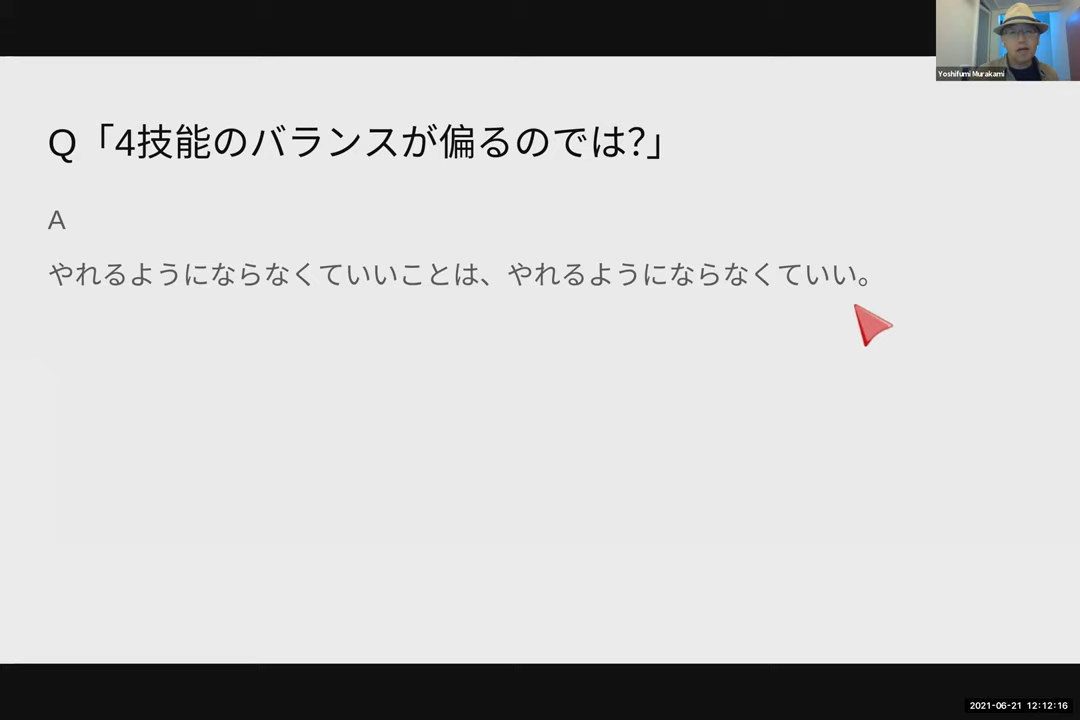 Yoshifumi Murakami
Q「4技能のバランスが偏るのでは?」
A
やれるようにならなくていいことは、やれるようにならなくていい。
2021-06-21 12:12:16